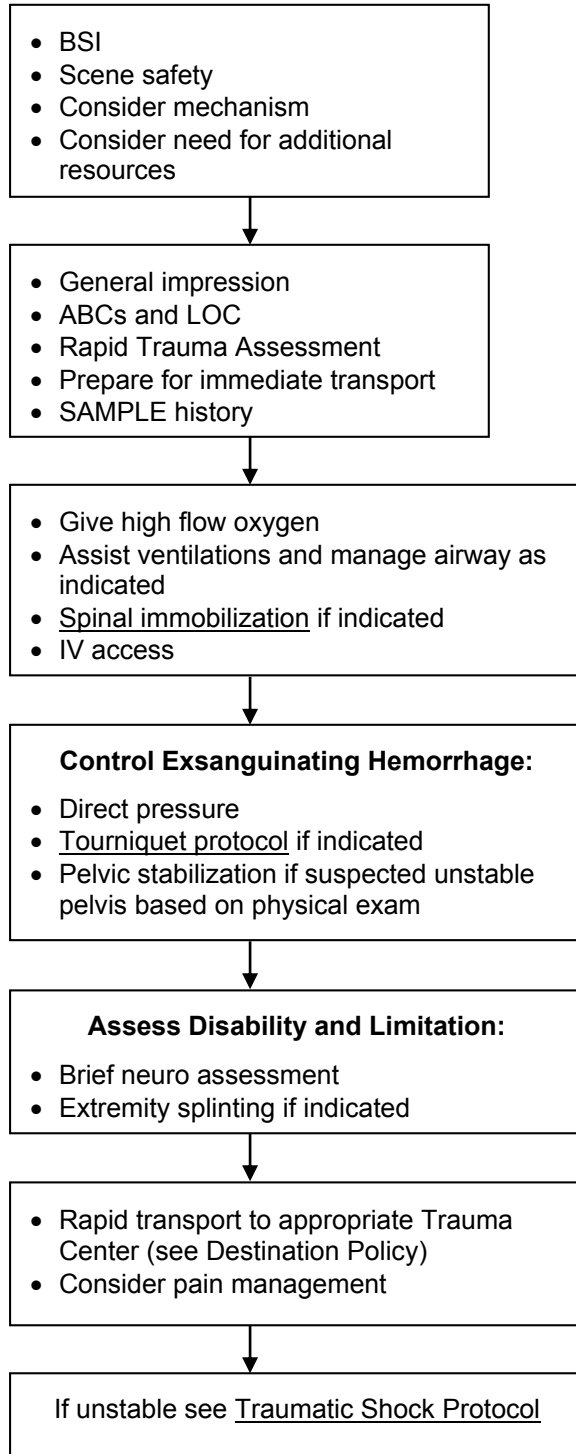 • BSI
• Scene safety
• Consider mechanism
• Consider need for additional
resources
• General impression
• ABCs and LOC
• Rapid Trauma Assessment
• Prepare for immediate transport
• SAMPLE history
• Give high flow oxygen
• Assist ventilations and manage airway as
indicated
• Spinal immobilization if indicated
• IV access
Control Exsanguinating Hemorrhage:
• Direct pressure
• Tourniquet protocol if indicated
• Pelvic stabilization if suspected unstable
pelvis based on physical exam
Assess Disability and Limitation:
• Brief neuro assessment
• Extremity splinting if indicated
• Rapid transport to appropriate Trauma
Center (see Destination Policy)
• Consider pain management
If unstable see Traumatic Shock Protocol